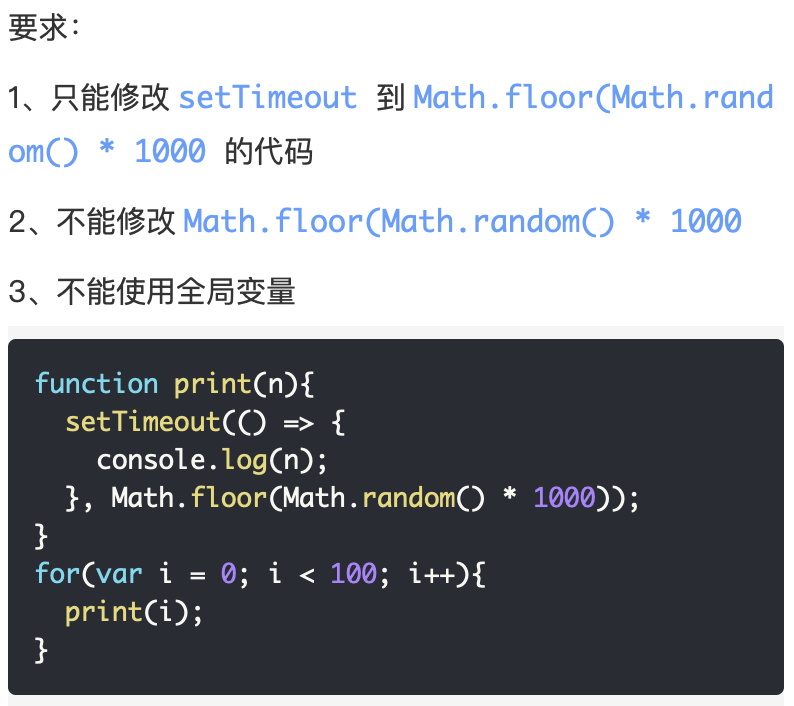 要求：
1、只能修改 setTimeout 到 Math.floor(Math.rand
om() * 1000 的代码
2、不能修改 Math.floor(Math.random() * 1000
3、不能使用全局变量
function print(n){
  setTimeout(() => {
    console.log(n);
  }, Math.floor(Math.random() * 1000));
}
for(var i = 0; i < 100; i++){
  print(i);
}